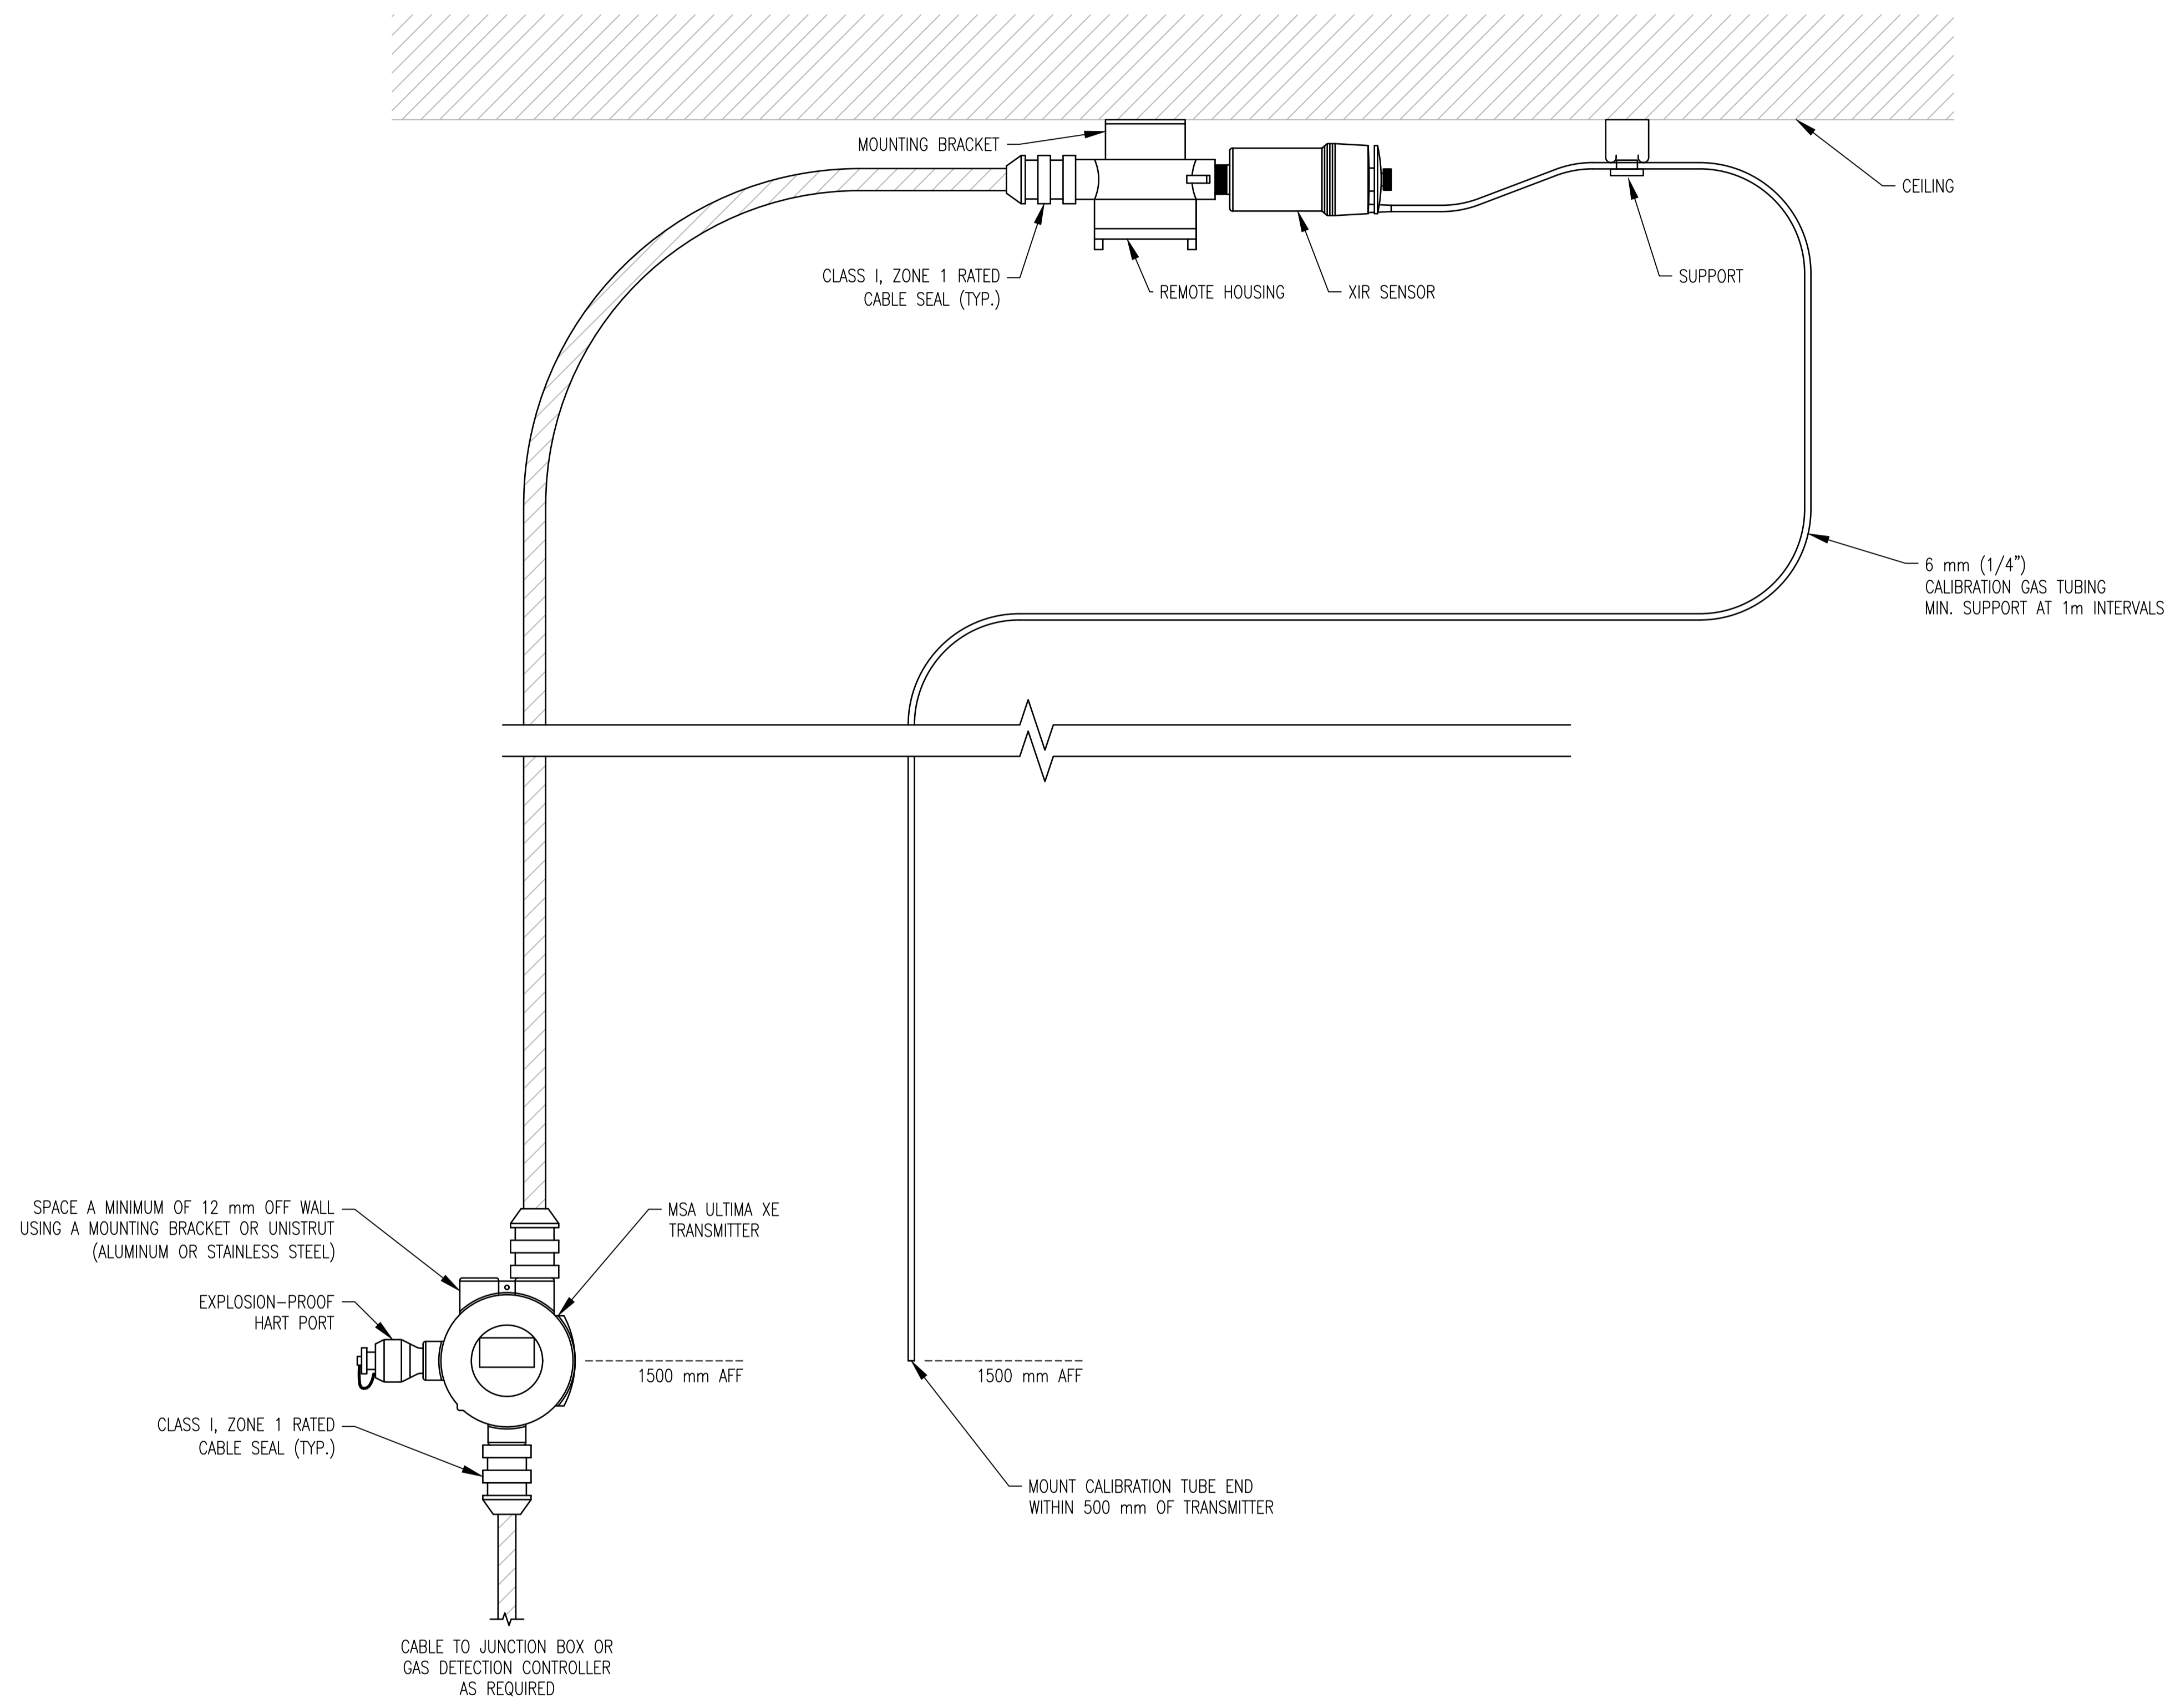 MOUNTING BRACKET
CEILING
CLASS I, ZONE 1 RATED
CABLE SEAL (TYP.)
REMOTE HOUSING
XIR SENSOR
SUPPORT
6 mm (1/4")
CALIBRATION GAS TUBING
MIN. SUPPORT AT 1m INTERVALS
SPACE A MINIMUM OF 12 mm OFF WALL
USING A MOUNTING BRACKET OR UNISTRUT
(ALUMINUM OR STAINLESS STEEL)
MSA ULTIMA XE
TRANSMITTER
EXPLOSION-PROOF
HART PORT
1500 mm AFF
1500 mm AFF
CLASS I, ZONE 1 RATED
CABLE SEAL (TYP.)
MOUNT CALIBRATION TUBE END
WITHIN 500 mm OF TRANSMITTER
CABLE TO JUNCTION BOX OR
GAS DETECTION CONTROLLER
AS REQUIRED